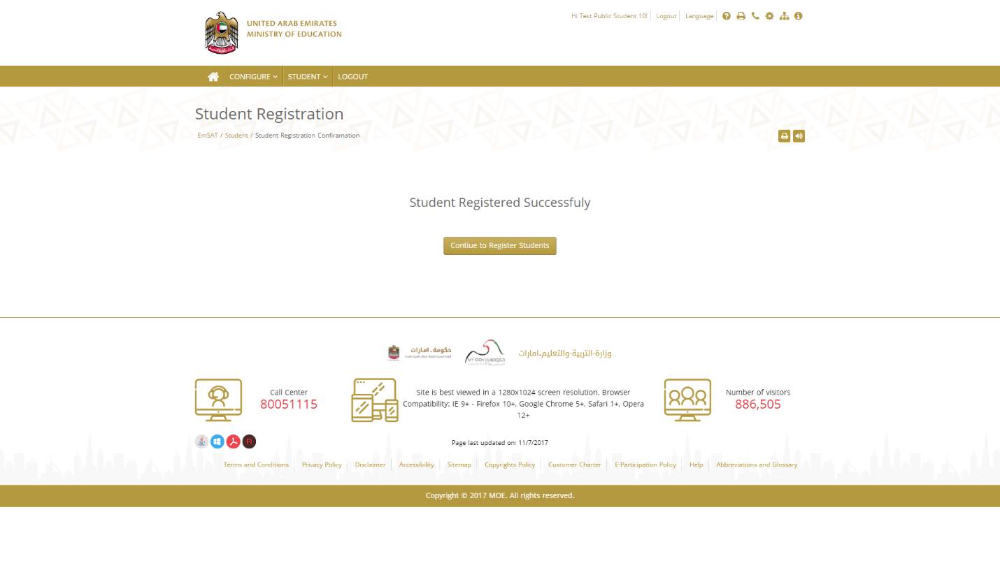 UNITED ARAB EMIRATES
MINISTRY OF EDUCATION
Hi Test Public Student 10! Logout Language
CONFIGURE STUDENT LOGOUT
Student Registration
EmSAT / Student / Student Registration Confiramation
Student Registered Successfuly
Contiue to Register Students
حكومة.امارات
MY GOV حكومتي
وزارة-التربية-والتعليم.امارات
Call Center
80051115
Site is best viewed in a 1280x1024 screen resolution. Browser
Compatibility: IE 9+ - Firefox 10+, Google Chrome 5+, Safari 1+, Opera
12+
Number of visitors
886,505
Page last updated on: 11/7/2017
Terms and Conditions Privacy Policy Disclaimer Accessibility Sitemap Copyrights Policy Customer Charter E-Participation Policy Help Abbreviations and Glossary
Copyright © 2017 MOE. All rights reserved.